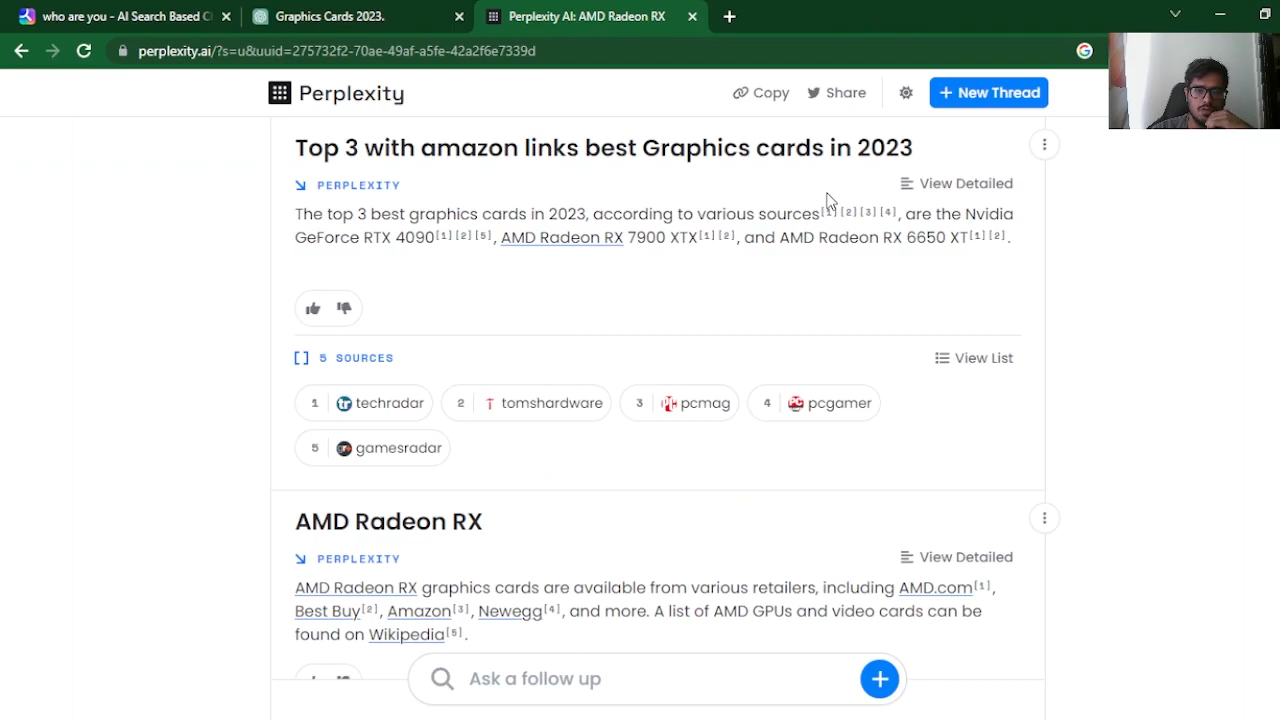 who are you - AI Search Based C
Graphics Cards 2023.
Perplexity AI: AMD Radeon RX
perplexity.ai/?s=u&uuid=275732f2-70ae-49af-a5fe-42a2f6e7339d
Perplexity
Copy
Share
+ New Thread
Top 3 with amazon links best Graphics cards in 2023
PERPLEXITY
View Detailed
The top 3 best graphics cards in 2023, according to various sources[1][2][3][4], are the Nvidia
GeForce RTX 4090[1][2][5], AMD Radeon RX 7900 XTX[1][2], and AMD Radeon RX 6650 XT[1][2].
[] 5 SOURCES
View List
1 techradar
2 tomshardware
3 pcmag
4 pcgamer
5 gamesradar
AMD Radeon RX
PERPLEXITY
View Detailed
AMD Radeon RX graphics cards are available from various retailers, including AMD.com[1],
Best Buy[2], Amazon[3], Newegg[4], and more. A list of AMD GPUs and video cards can be
found on Wikipedia[5].
Ask a follow up